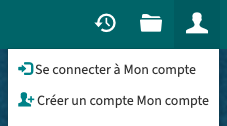 Se connecter à Mon compte
Créer un compte Mon compte